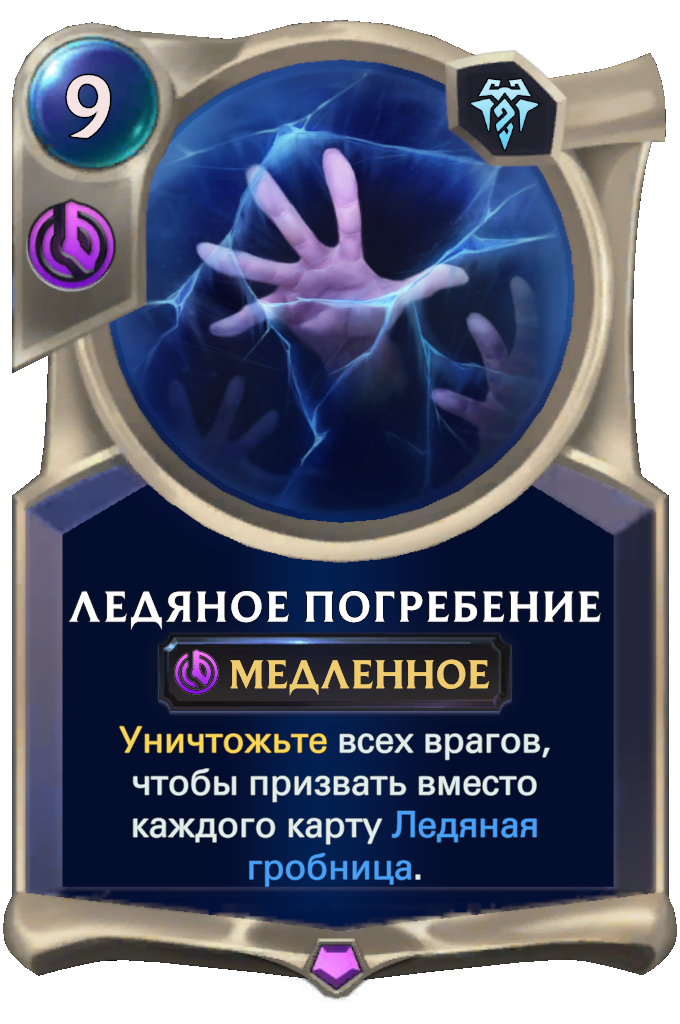 9
ЛЕДЯНОЕ ПОГРЕБЕНИЕ
МЕДЛЕННОЕ
Уничтожьте всех врагов,
чтобы призвать вместо
каждого карту Ледяная
гробница.